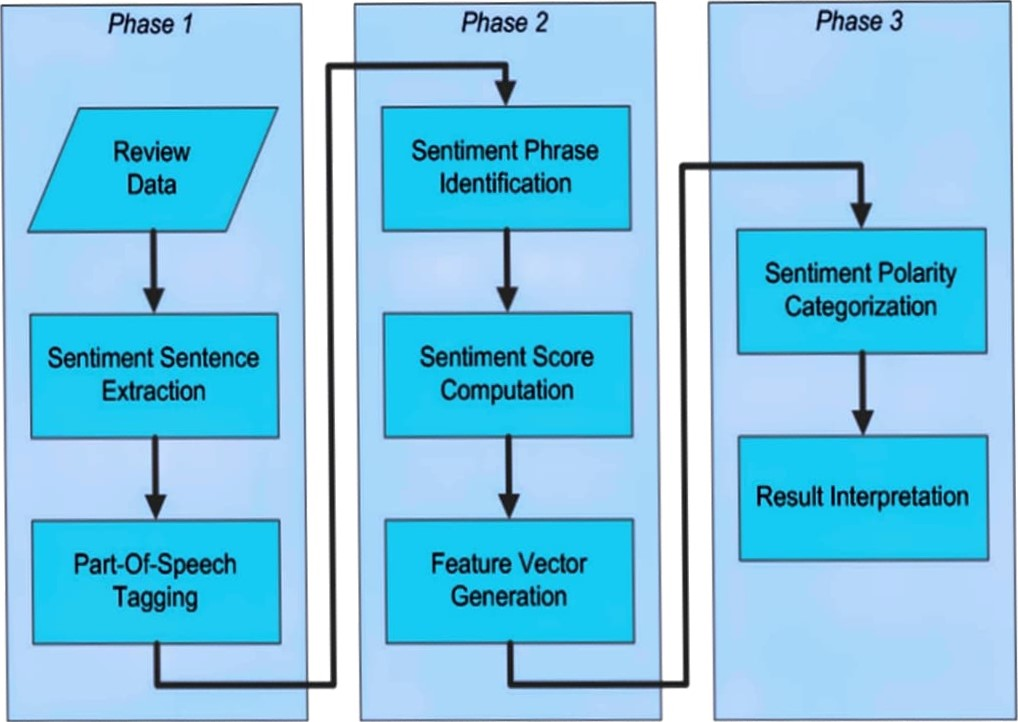 Phase 1
Review
Data
Sentiment Sentence
Extraction
Part-Of-Speech
Tagging
Phase 2
Sentiment Phrase
Identification
Sentiment Score
Computation
Feature Vector
Generation
Phase 3
Sentiment Polarity
Categorization
Result Interpretation